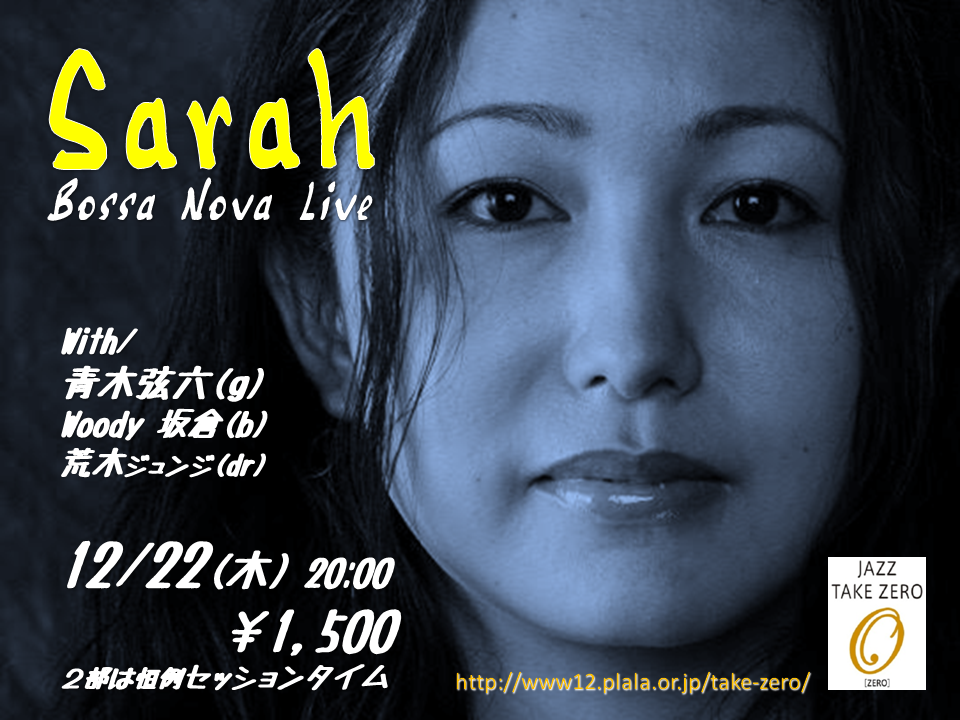 Sarah
Bossa Nova Live
With/
青木弦六(g)
Woody 坂倉(b)
荒木ジュンジ(dr)
12/22(木) 20:00
￥1,500
２部は恒例セッションタイム
http://www12.plala.or.jp/take-zero/
JAZZ
TAKE ZERO
[ZERO]